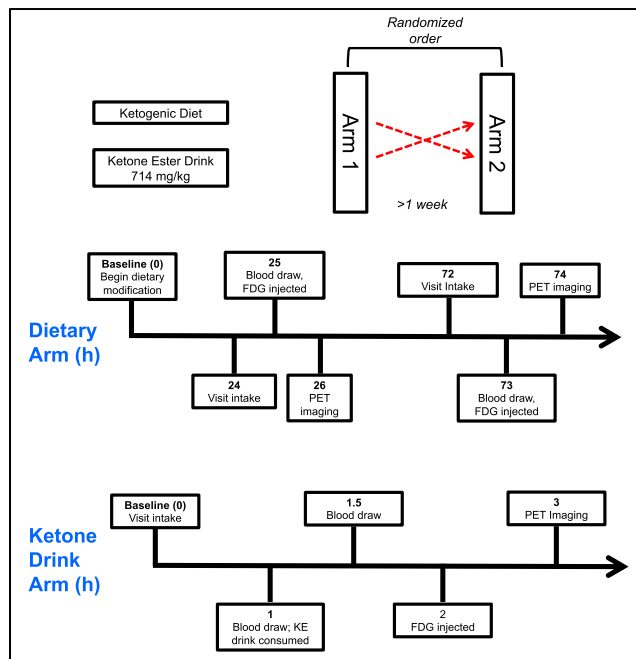 Randomized
order
Ketogenic Diet
Ketone Ester Drink
714 mg/kg
Arm 1
Arm 2
>1 week
Baseline (0)
Begin dietary
modification
25
Blood draw,
FDG injected
72
Visit Intake
74
PET imaging
Dietary
Arm (h)
24
Visit intake
26
PET
imaging
73
Blood draw,
FDG injected
Baseline (0)
Visit intake
1.5
Blood draw
3
PET Imaging
Ketone
Drink
Arm (h)
1
Blood draw; KE
drink consumed
2
FDG injected